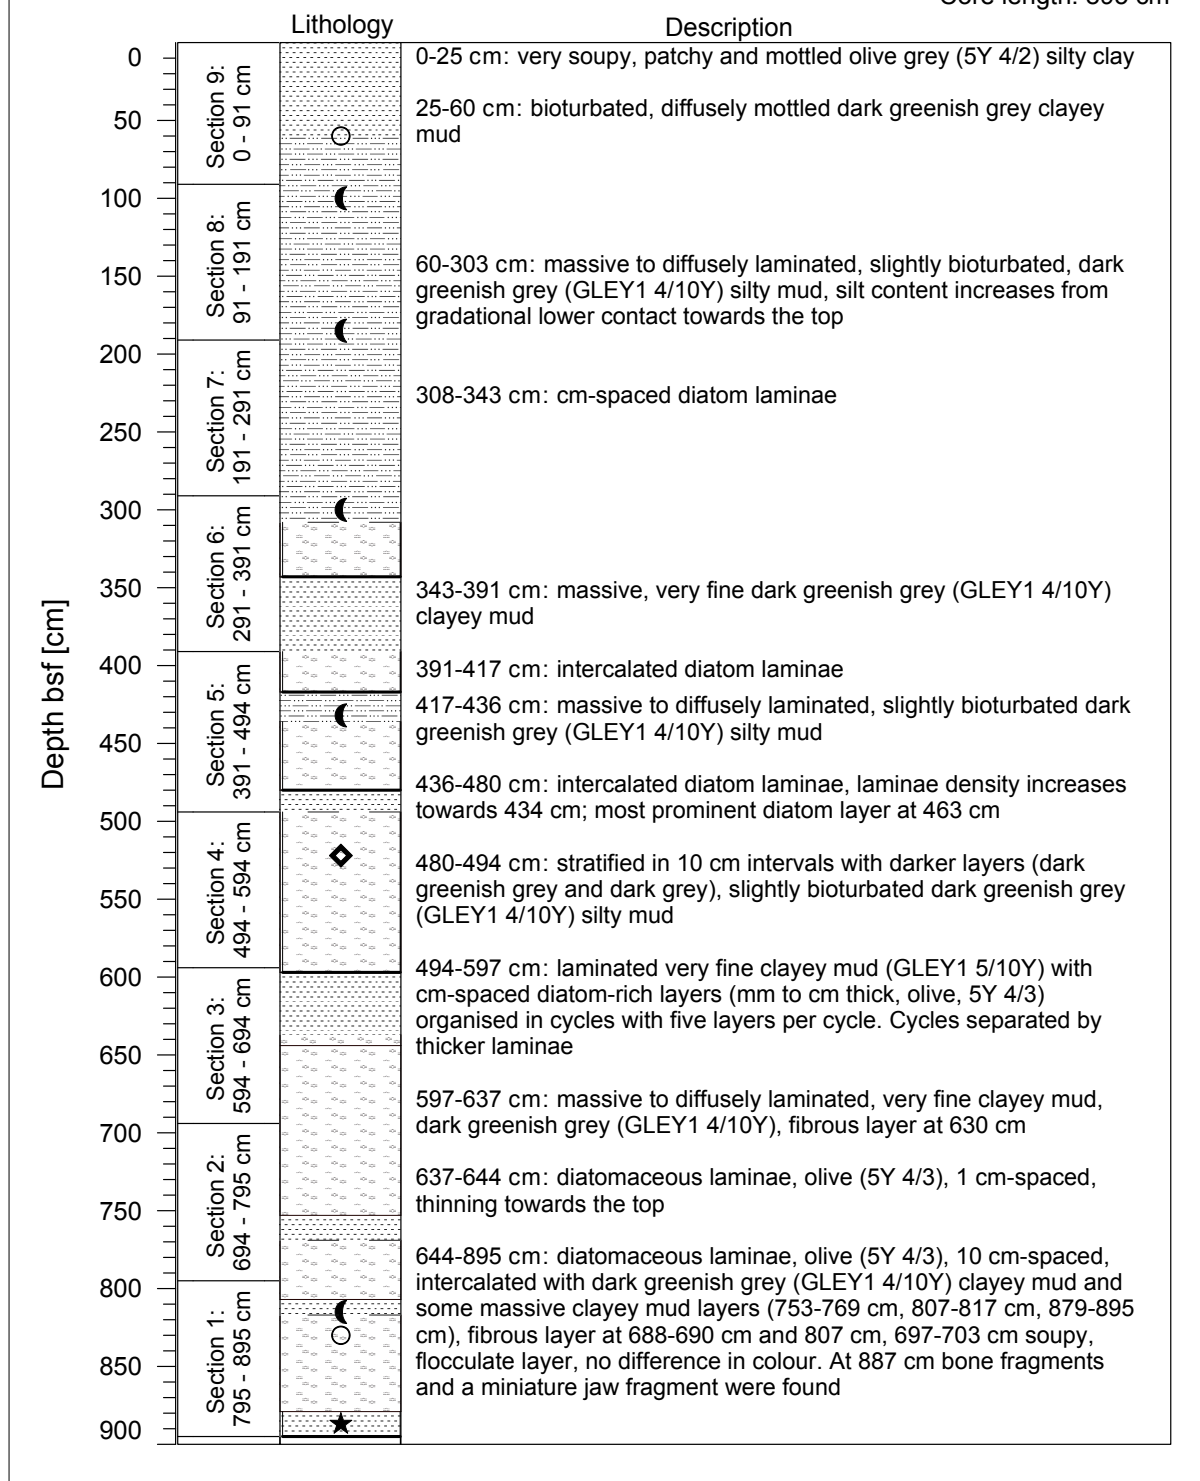 Lithology
Description
0-25 cm: very soupy, patchy and mottled olive grey (5Y 4/2) silty clay
25-60 cm: bioturbated, diffusely mottled dark greenish grey clayey
mud
60-303 cm: massive to diffusely laminated, slightly bioturbated, dark
greenish grey (GLEY1 4/10Y) silty mud, silt content increases from
gradational lower contact towards the top
308-343 cm: cm-spaced diatom laminae
343-391 cm: massive, very fine dark greenish grey (GLEY1 4/10Y)
clayey mud
391-417 cm: intercalated diatom laminae
417-436 cm: massive to diffusely laminated, slightly bioturbated dark
greenish grey (GLEY1 4/10Y) silty mud
436-480 cm: intercalated diatom laminae, laminae density increases
towards 434 cm; most prominent diatom layer at 463 cm
480-494 cm: stratified in 10 cm intervals with darker layers (dark
greenish grey and dark grey), slightly bioturbated dark greenish grey
(GLEY1 4/10Y) silty mud
494-597 cm: laminated very fine clayey mud (GLEY1 5/10Y) with
cm-spaced diatom-rich layers (mm to cm thick, olive, 5Y 4/3)
organised in cycles with five layers per cycle. Cycles separated by
thicker laminae
597-637 cm: massive to diffusely laminated, very fine clayey mud,
dark greenish grey (GLEY1 4/10Y), fibrous layer at 630 cm
637-644 cm: diatomaceous laminae, olive (5Y 4/3), 1 cm-spaced,
thinning towards the top
644-895 cm: diatomaceous laminae, olive (5Y 4/3), 10 cm-spaced,
intercalated with dark greenish grey (GLEY1 4/10Y) clayey mud and
some massive clayey mud layers (753-769 cm, 807-817 cm, 879-895
cm), fibrous layer at 688-690 cm and 807 cm, 697-703 cm soupy,
flocculate layer, no difference in colour. At 887 cm bone fragments
and a miniature jaw fragment were found
Depth bsf [cm]
0
50
100
150
200
250
300
350
400
450
500
550
600
650
700
750
800
850
900
Section 9:
0 - 91 cm
Section 8:
91 - 191 cm
Section 7:
191 - 291 cm
Section 6:
291 - 391 cm
Section 5:
391 - 494 cm
Section 4:
494 - 594 cm
Section 3:
594 - 694 cm
Section 2:
694 - 795 cm
Section 1:
795 - 895 cm